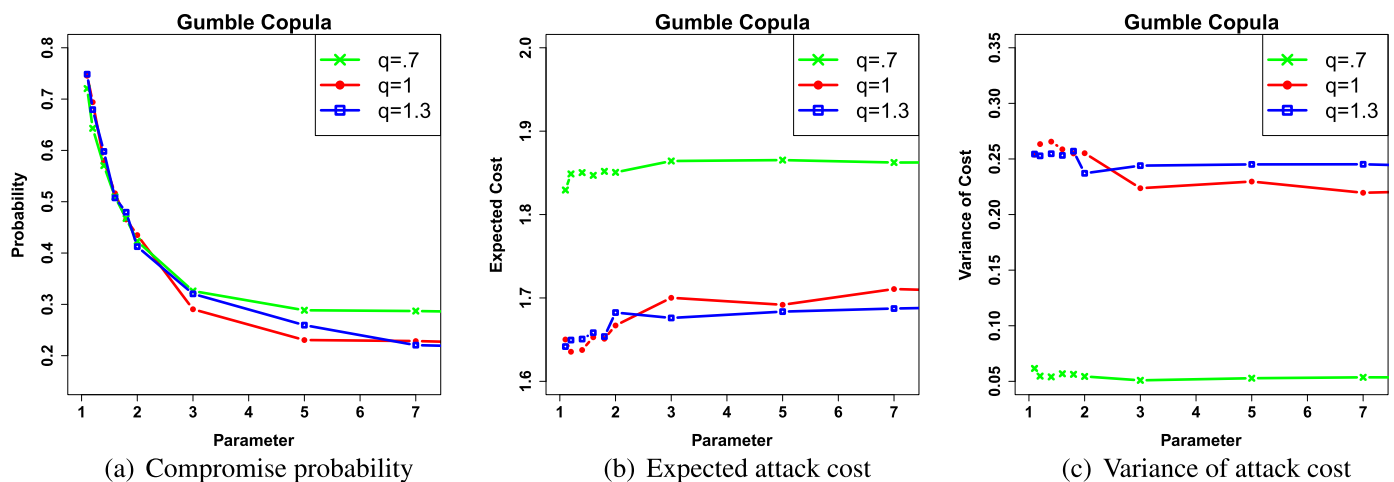 Gumble Copula
Probability
0.2 0.3 0.4 0.5 0.6 0.7 0.8
q=.7
q=1
q=1.3
1 2 3 4 5 6 7
Parameter
(a) Compromise probability
Gumble Copula
Expected Cost
1.6 1.7 1.8 1.9 2.0
q=.7
q=1
q=1.3
1 2 3 4 5 6 7
Parameter
(b) Expected attack cost
Gumble Copula
Variance of Cost
0.05 0.10 0.15 0.20 0.25 0.30 0.35
q=.7
q=1
q=1.3
1 2 3 4 5 6 7
Parameter
(c) Variance of attack cost